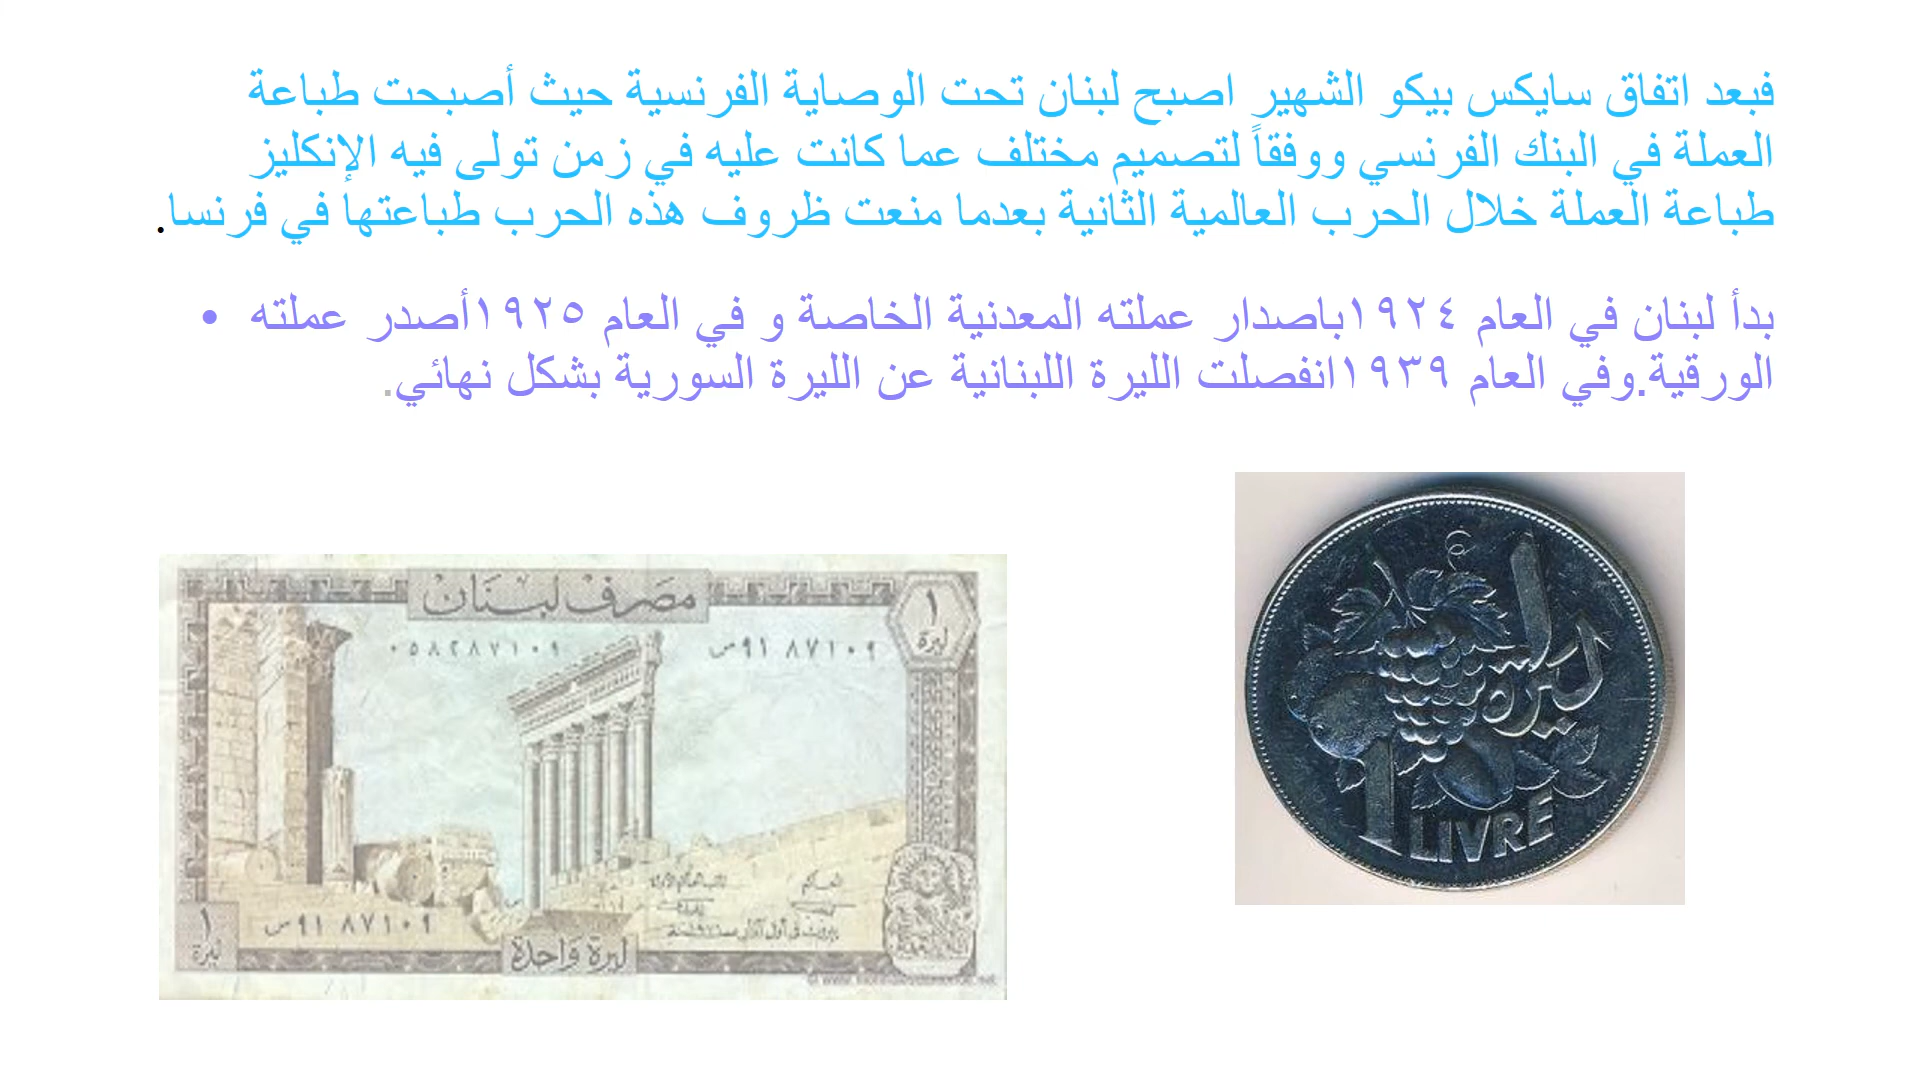 فبعد اتفاق سايكس بيكو الشهير اصبح لبنان تحت الوصاية الفرنسية حيث أصبحت طباعة
العملة في البنك الفرنسي ووفقاً لتصميم مختلف عما كانت عليه في زمن تولى فيه الإنكليز
طباعة العملة خلال الحرب العالمية الثانية بعدما منعت ظروف هذه الحرب طباعتها في فرنسا.
• بدأ لبنان في العام ١٩٢٤باصدار عملته المعدنية الخاصة و في العام ١٩٢٥أصدر عملته
الورقية.وفي العام ١٩٣٩انفصلت الليرة اللبنانية عن الليرة السورية بشكل نهائي.
مصرف لبنان
١
ليرة
٠٥٨٢٨٧١٠٩
س٩١ ٨٧١٠٩
س٩١ ٨٧١٠٩
١
ليرة
ليرة واحدة
١
ليرة
1
LIVRE